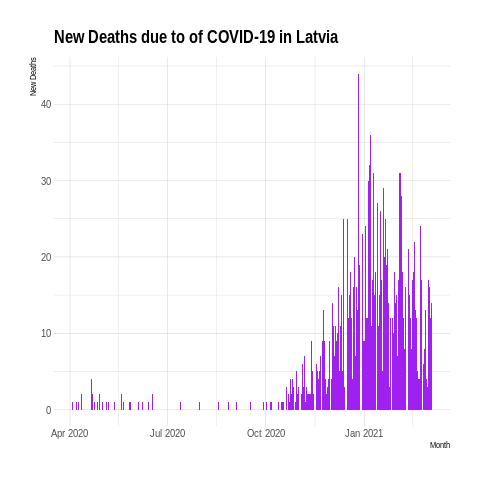 New Deaths due to of COVID-19 in Latvia
New Deaths
40
30
20
10
0
Apr 2020 Jul 2020 Oct 2020 Jan 2021
Month